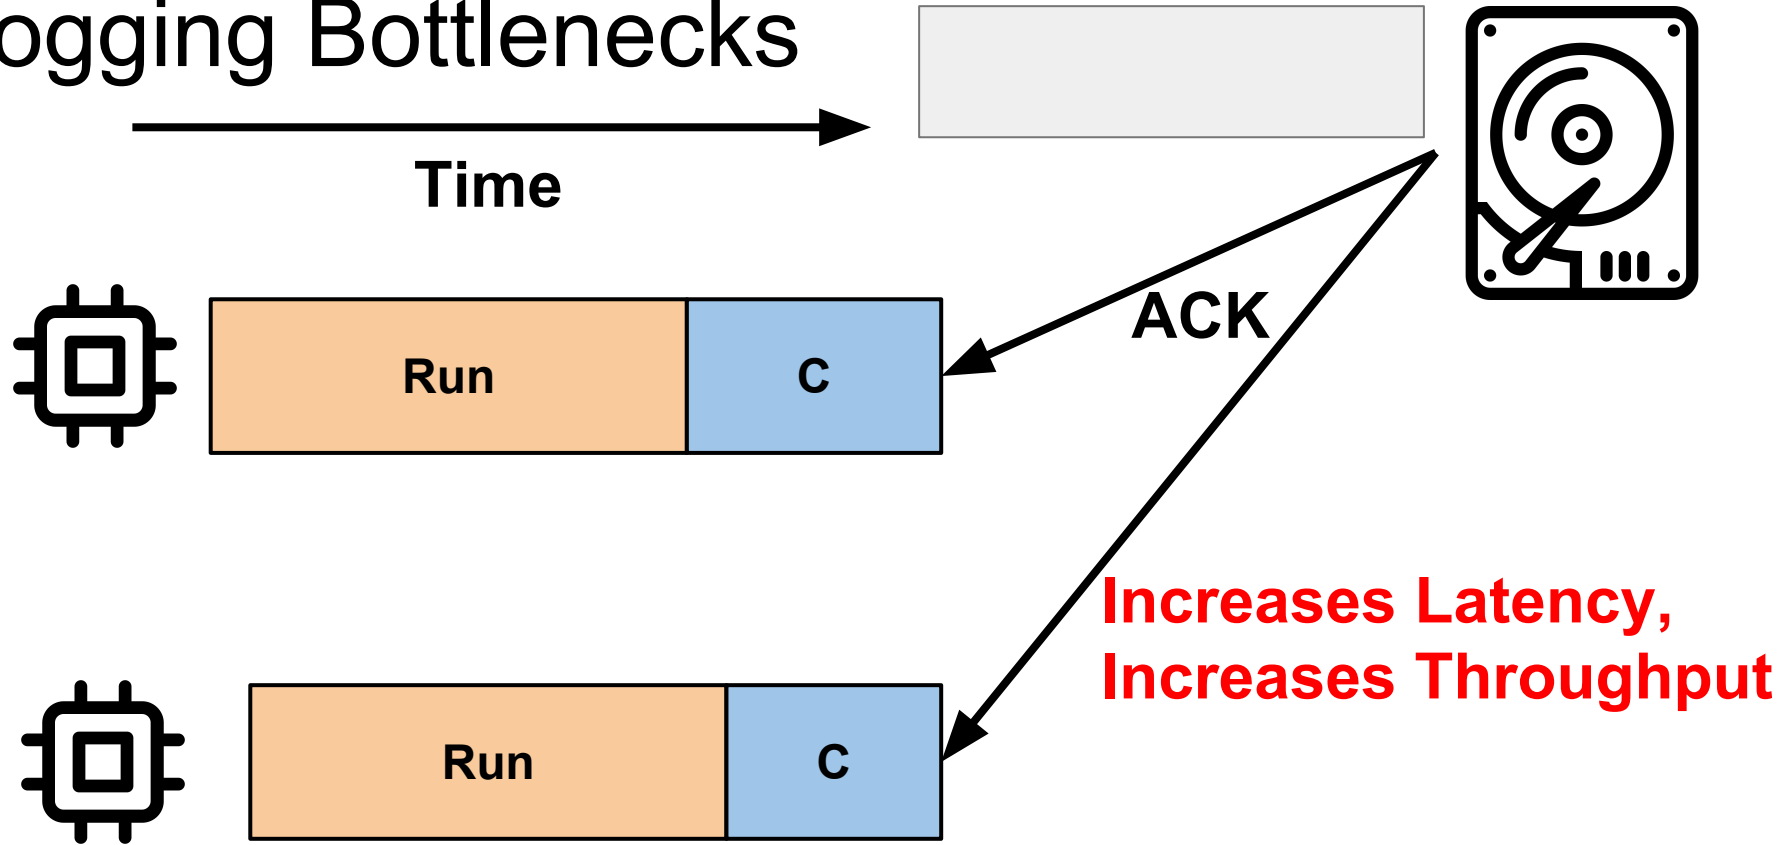 ogging Bottlenecks
Time
Run
C
ACK
Increases Latency,
Increases Throughput
Run
C